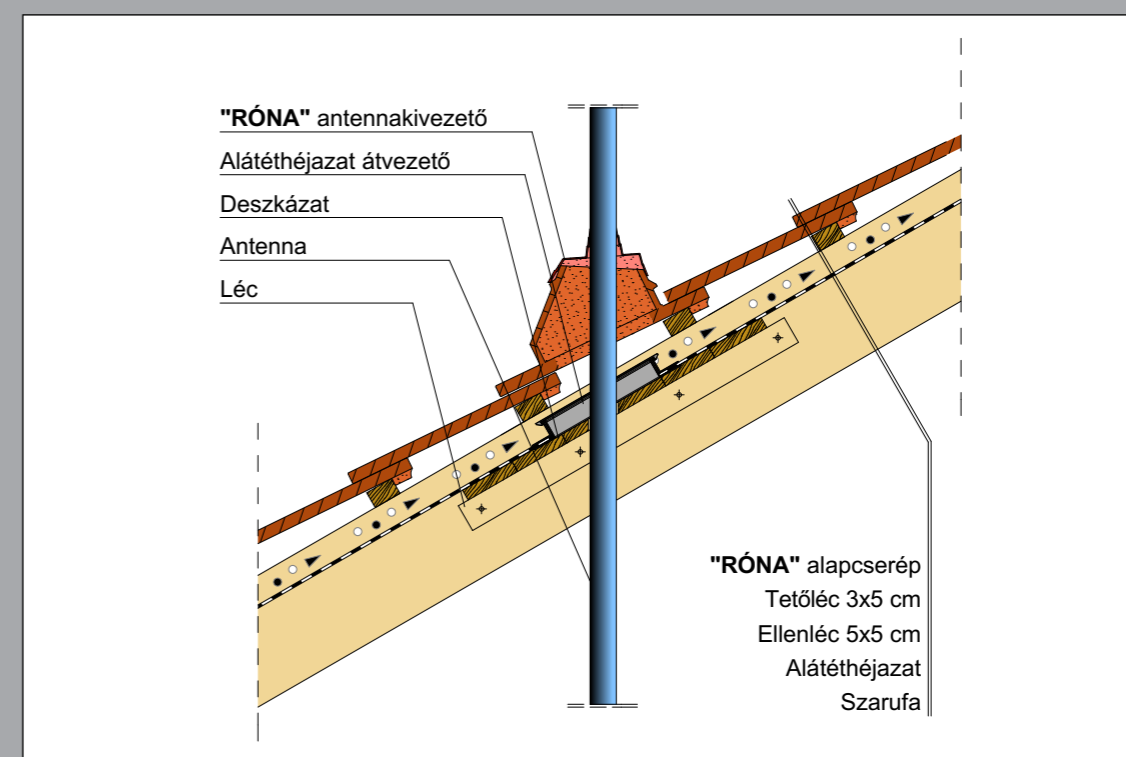 "RÓNA" antennakivezető
Alátéthéjazat átvezető
Deszkázat
Antenna
Léc
"RÓNA" alapcserép
Tetőléc 3x5 cm
Ellenléc 5x5 cm
Alátéthéjazat
Szarufa